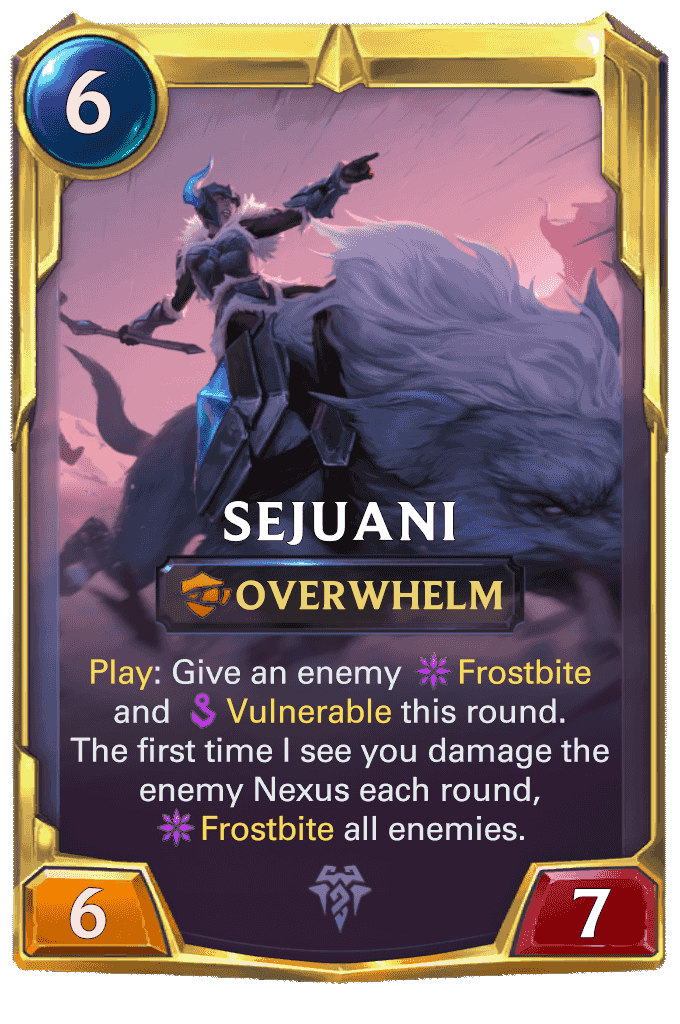 6
SEJUANI
OVERWHELM
Play: Give an enemy Frostbite
and Vulnerable this round.
The first time I see you damage the
enemy Nexus each round,
Frostbite all enemies.
6
7